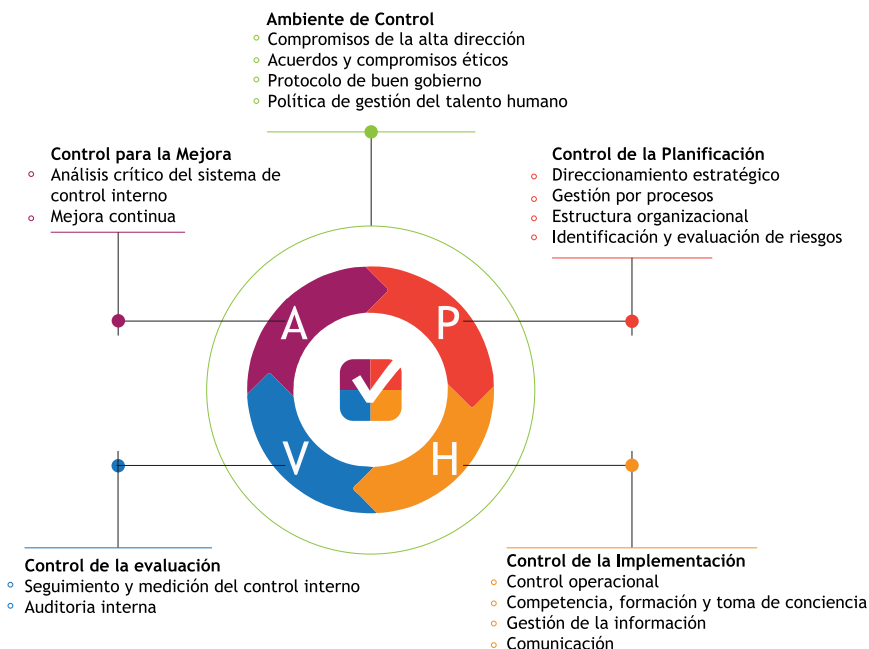 Ambiente de Control
Compromisos de la alta dirección
Acuerdos y compromisos éticos
Protocolo de buen gobierno
Política de gestión del talento humano
Control para la Mejora
Análisis crítico del sistema de
control interno
Mejora continua
Control de la Planificación
Direccionamiento estratégico
Gestión por procesos
Estructura organizacional
Identificación y evaluación de riesgos
A
P
V
H
Control de la evaluación
Seguimiento y medición del control interno
Auditoria interna
Control de la Implementación
Control operacional
Competencia, formación y toma de conciencia
Gestión de la información
Comunicación